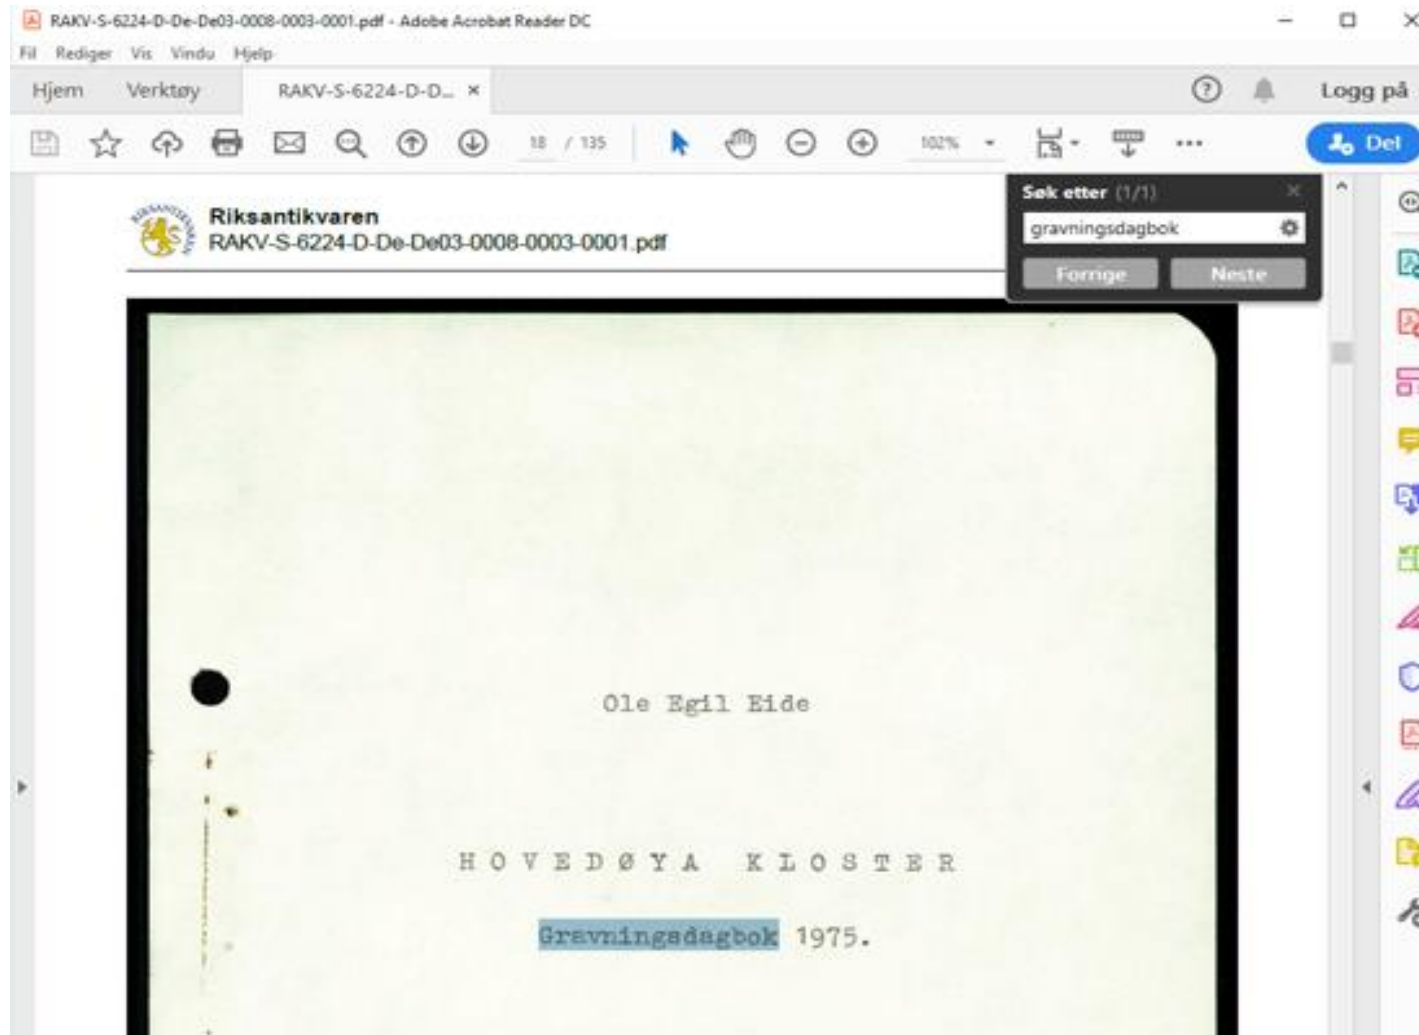 RAKV-S-6224-D-De-De03-0008-0003-0001.pdf - Adobe Acrobat Reader DC
Fil Rediger Vis Vindu Hjelp
Hjem Verktøy RAKV-S-6224-D-D... ×
Logg på
18 / 135
102%
Del
Søk etter (1/1)
gravningsdagbok
Forrige Neste
Riksantikvaren
RAKV-S-6224-D-De-De03-0008-0003-0001.pdf
Ole Egil Eide
HOVEDØYA KLOSTER
Gravningsdagbok 1975.